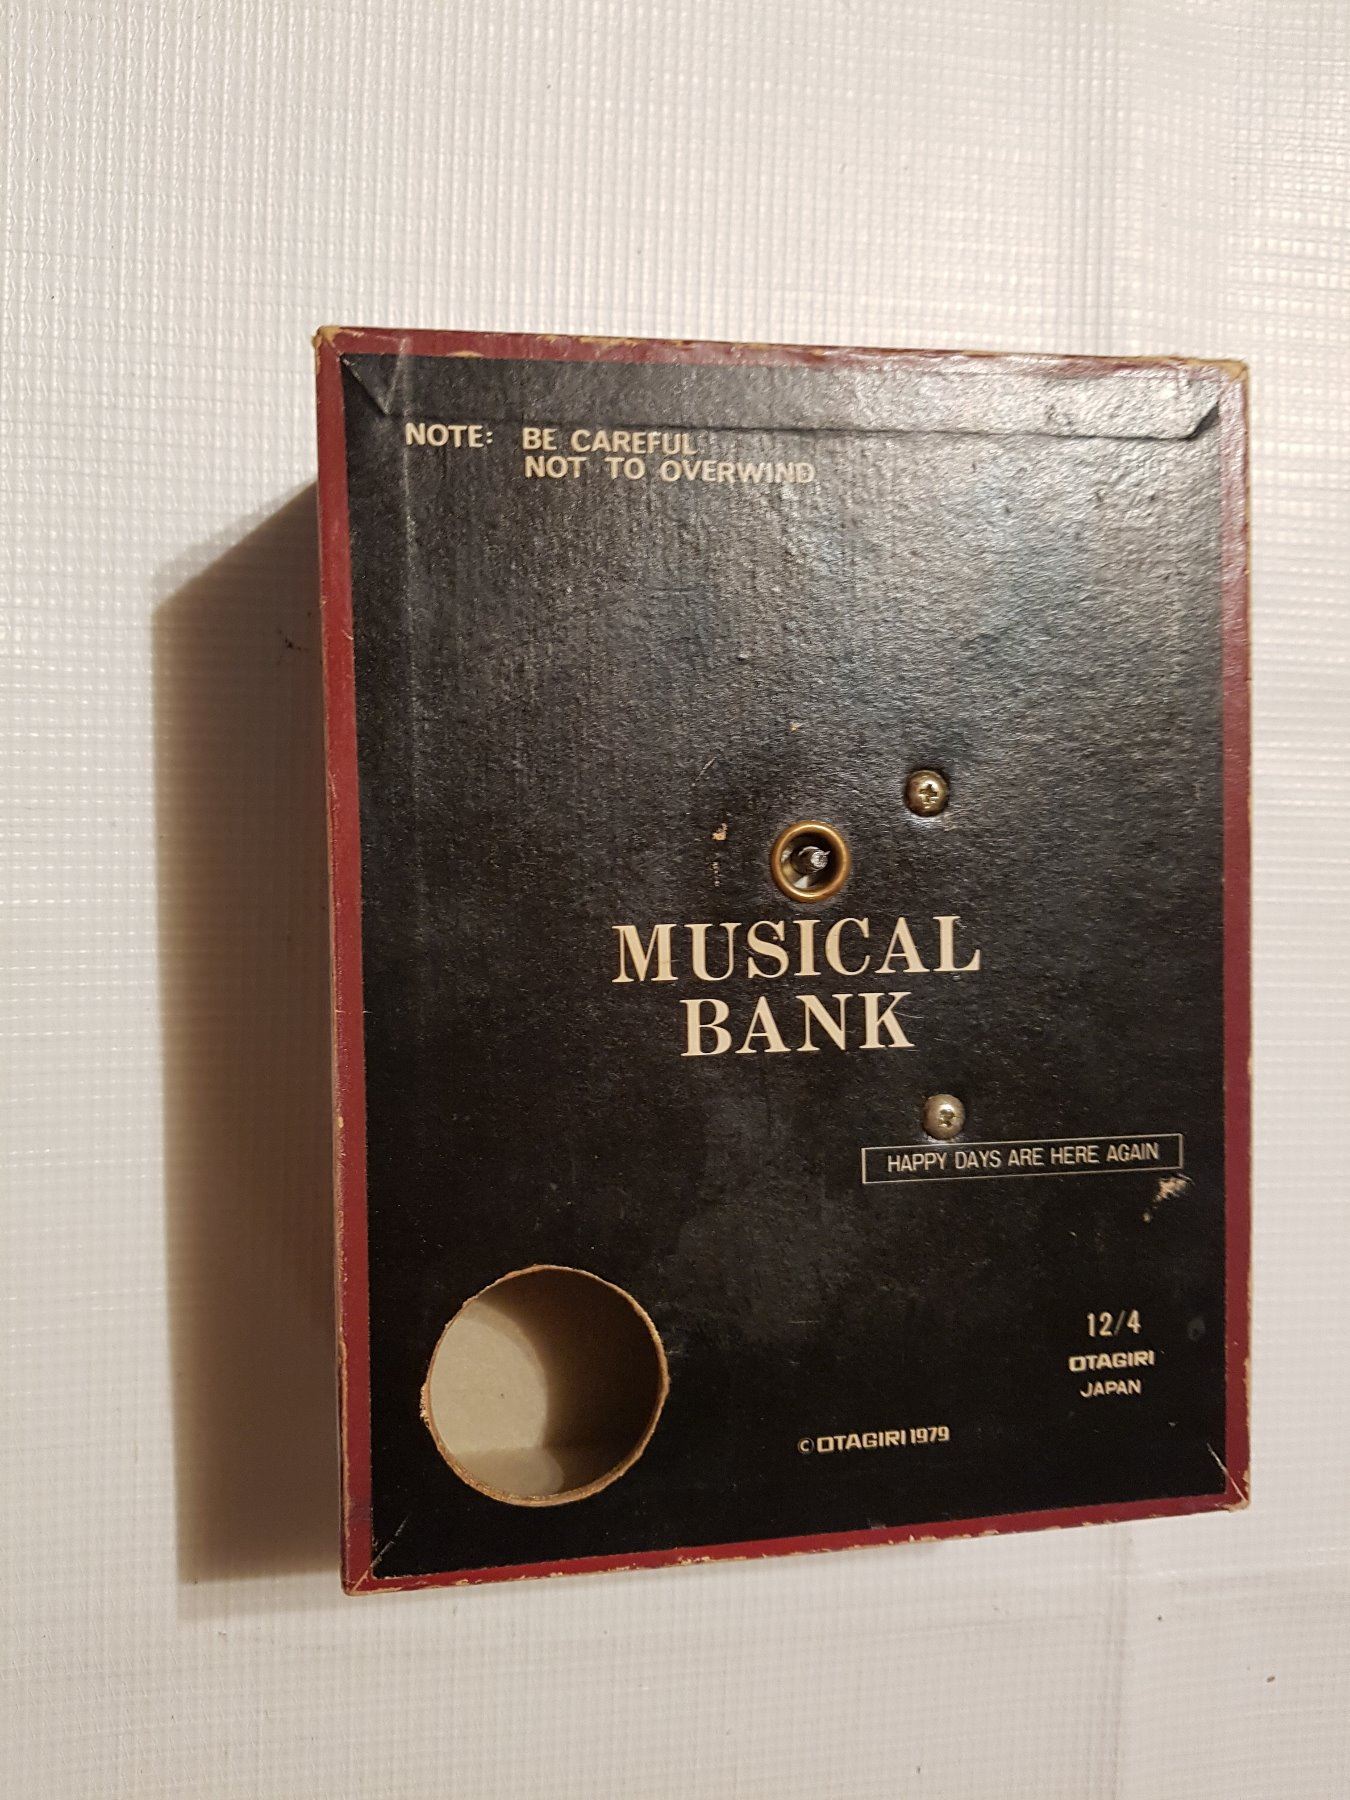 NOTE: BE CAREFUL
NOT TO OVERWIND
MUSICAL
BANK
HAPPY DAYS ARE HERE AGAIN
12/4
OTAGIRI
JAPAN
© OTAGIRI 1979